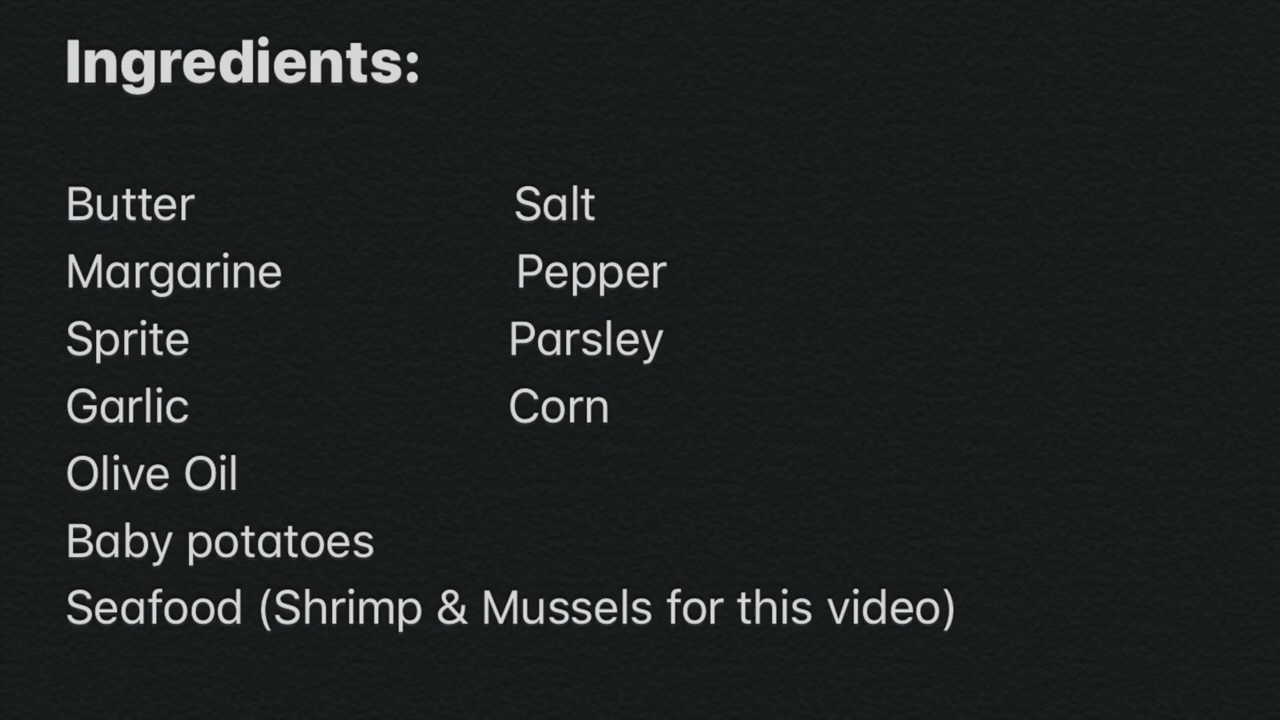 Ingredients:
Butter Salt
Margarine Pepper
Sprite Parsley
Garlic Corn
Olive Oil
Baby potatoes
Seafood (Shrimp & Mussels for this video)